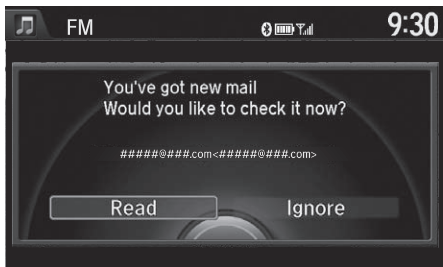 FM
9:30
You've got new mail
Would you like to check it now?
#####@###.com<#####@###.com>
Read
Ignore